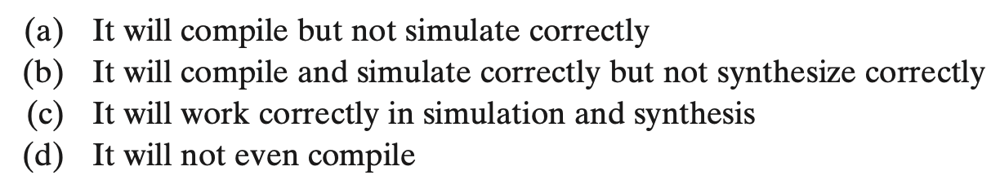 (a) It will compile but not simulate correctly
(b) It will compile and simulate correctly but not synthesize correctly
(c) It will work correctly in simulation and synthesis
(d) It will not even compile